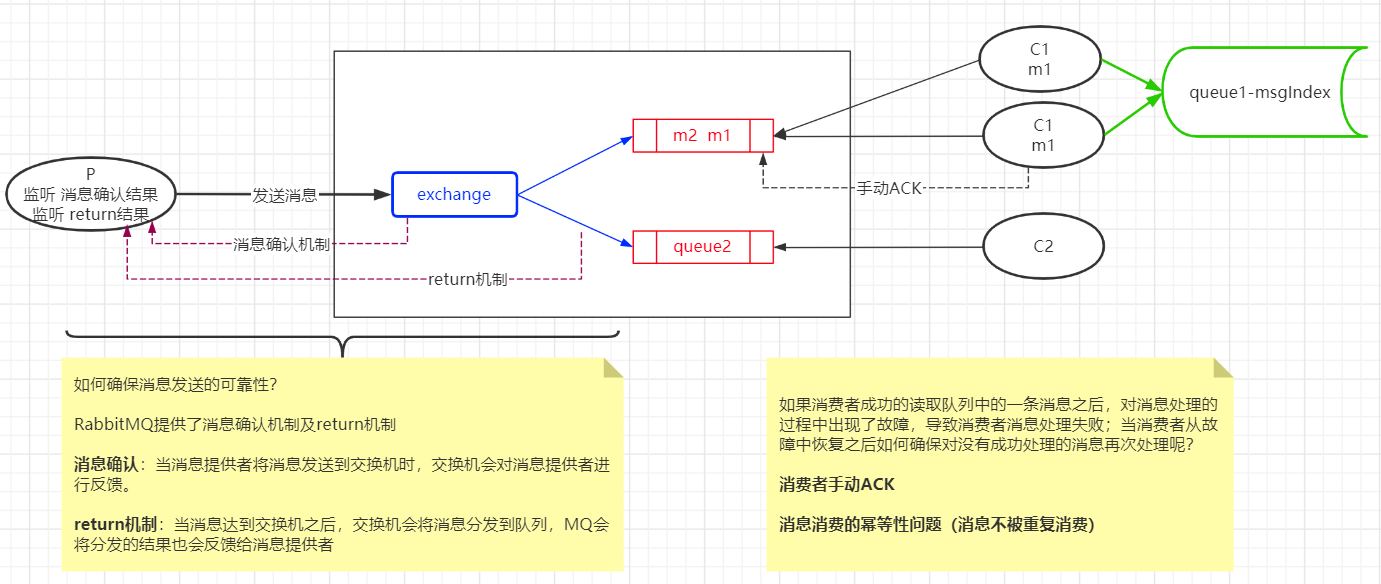 P
监听 消息确认结果
监听 return结果
发送消息
exchange
消息确认机制
return机制
m2 m1
queue2
手动ACK
C1
m1
C1
m1
C2
queue1-msgIndex
如何确保消息发送的可靠性？
RabbitMQ提供了消息确认机制及return机制
消息确认：当消息提供者将消息发送到交换机时，交换机会对消息提供者进
行反馈。
return机制：当消息达到交换机之后，交换机会将消息分发到队列，MQ会
将分发的结果也会反馈给消息提供者
如果消费者成功的读取队列中的一条消息之后，对消息处理的
过程中出现了故障，导致消费者消息处理失败；当消费者从故
障中恢复之后如何确保对没有成功处理的消息再次处理呢？
消费者手动ACK
消息消费的幂等性问题（消息不被重复消费）